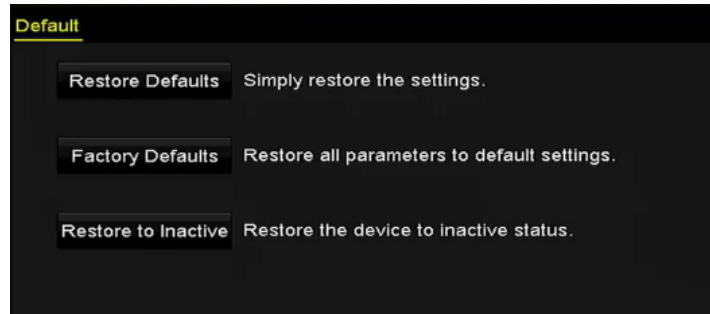 Default
Restore Defaults Simply restore the settings.
Factory Defaults Restore all parameters to default settings.
Restore to Inactive Restore the device to inactive status.